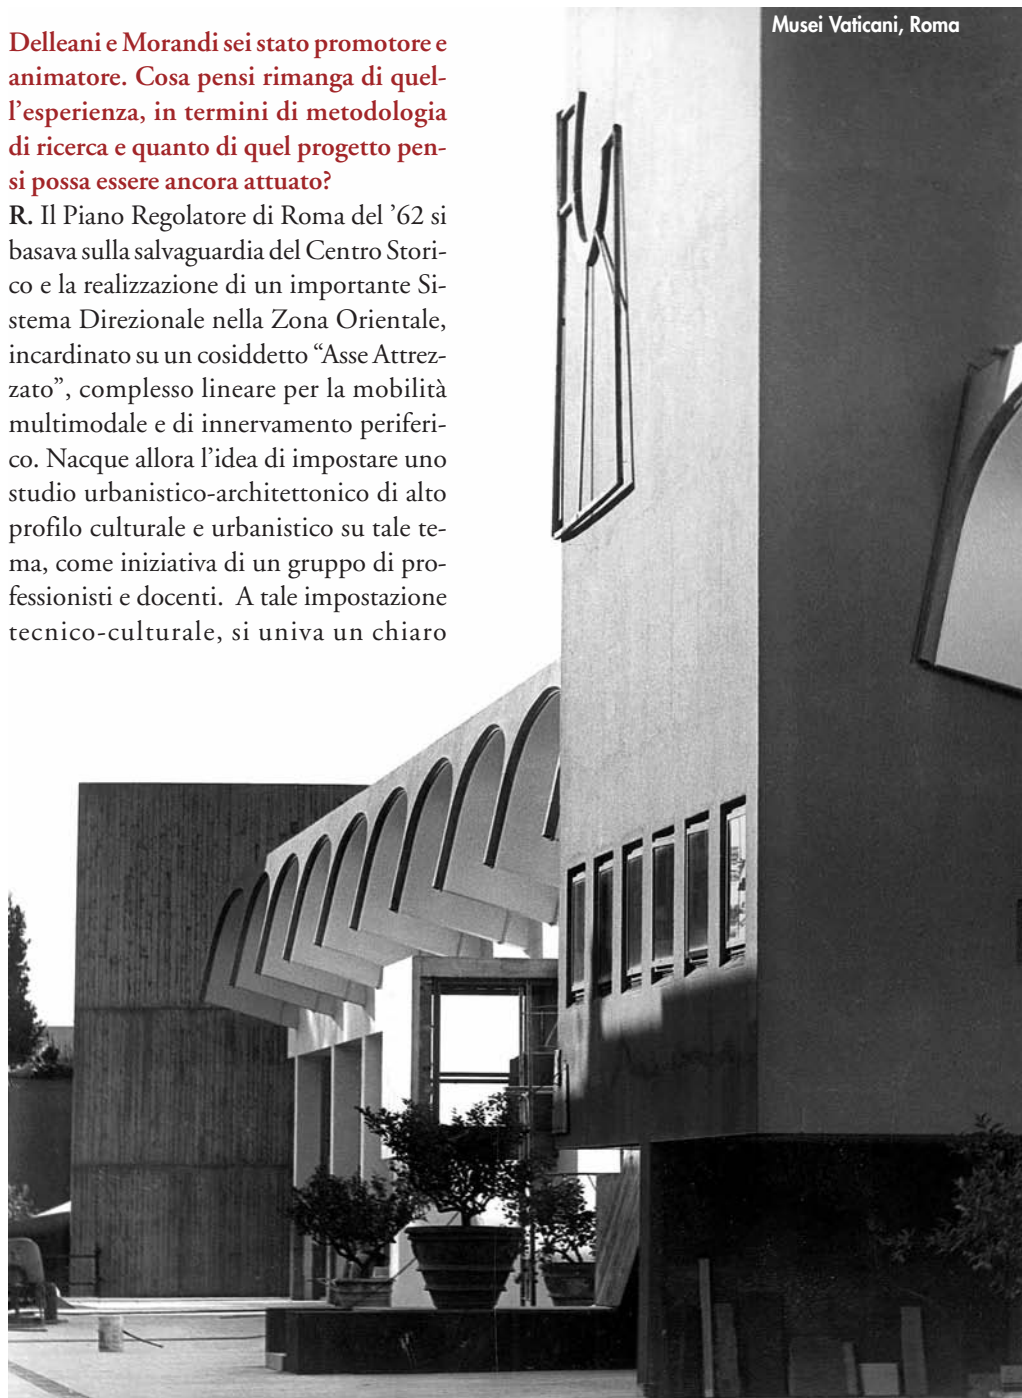 Musei Vaticani, Roma
Delleani e Morandi sei stato promotore e
animatore. Cosa pensi rimanga di quel-
l’esperienza, in termini di metodologia
di ricerca e quanto di quel progetto pen-
si possa essere ancora attuato?
R. Il Piano Regolatore di Roma del ’62 si
basava sulla salvaguardia del Centro Stori-
co e la realizzazione di un importante Si-
stema Direzionale nella Zona Orientale,
incardinato su un cosiddetto “Asse Attrez-
zato”, complesso lineare per la mobilità
multimodale e di innervamento periferi-
co. Nacque allora l’idea di impostare uno
studio urbanistico-architettonico di alto
profilo culturale e urbanistico su tale te-
ma, come iniziativa di un gruppo di pro-
fessionisti e docenti. A tale impostazione
tecnico-culturale, si univa un chiaro